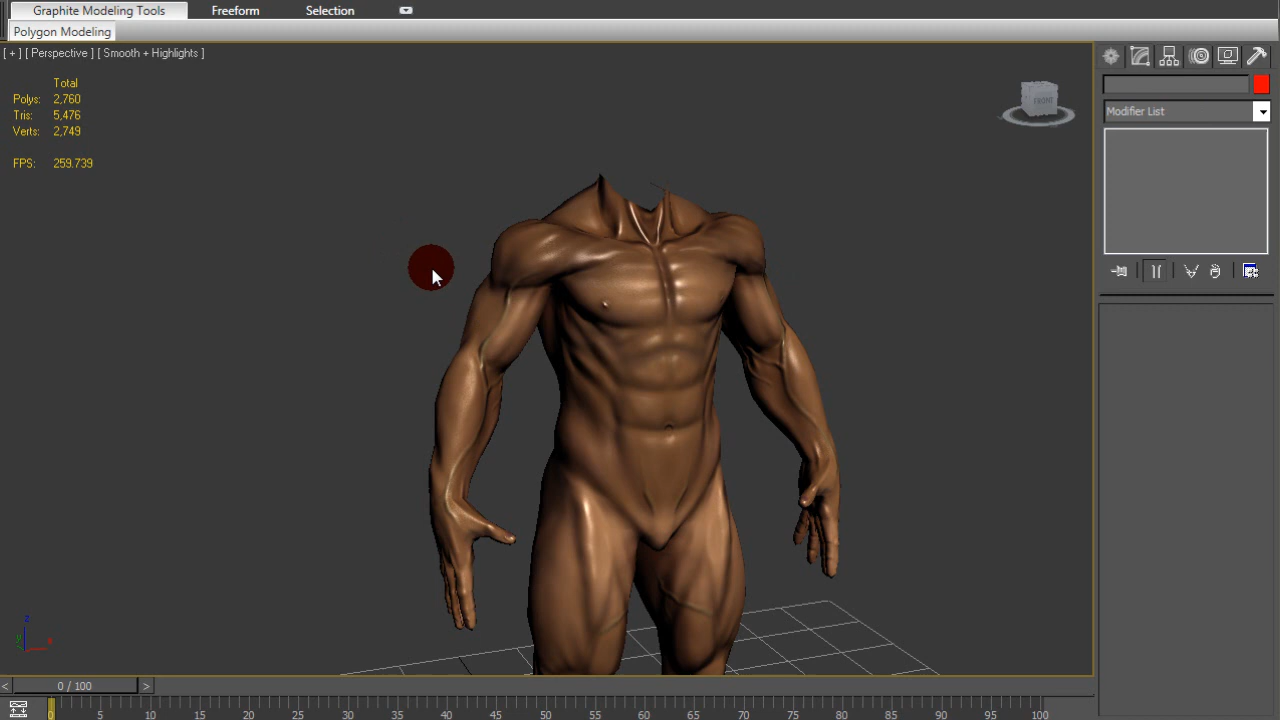 Graphite Modeling Tools Freeform Selection
Polygon Modeling
[ + ] [ Perspective ] [ Smooth + Highlights ]
Total
Polys: 2,760
Tris: 5,476
Verts: 2,749
FPS: 259.739
FRONT
Modifier List
z
y
x
< 0 / 100 >
0 5 10 15 20 25 30 35 40 45 50 55 60 65 70 75 80 85 90 95 100